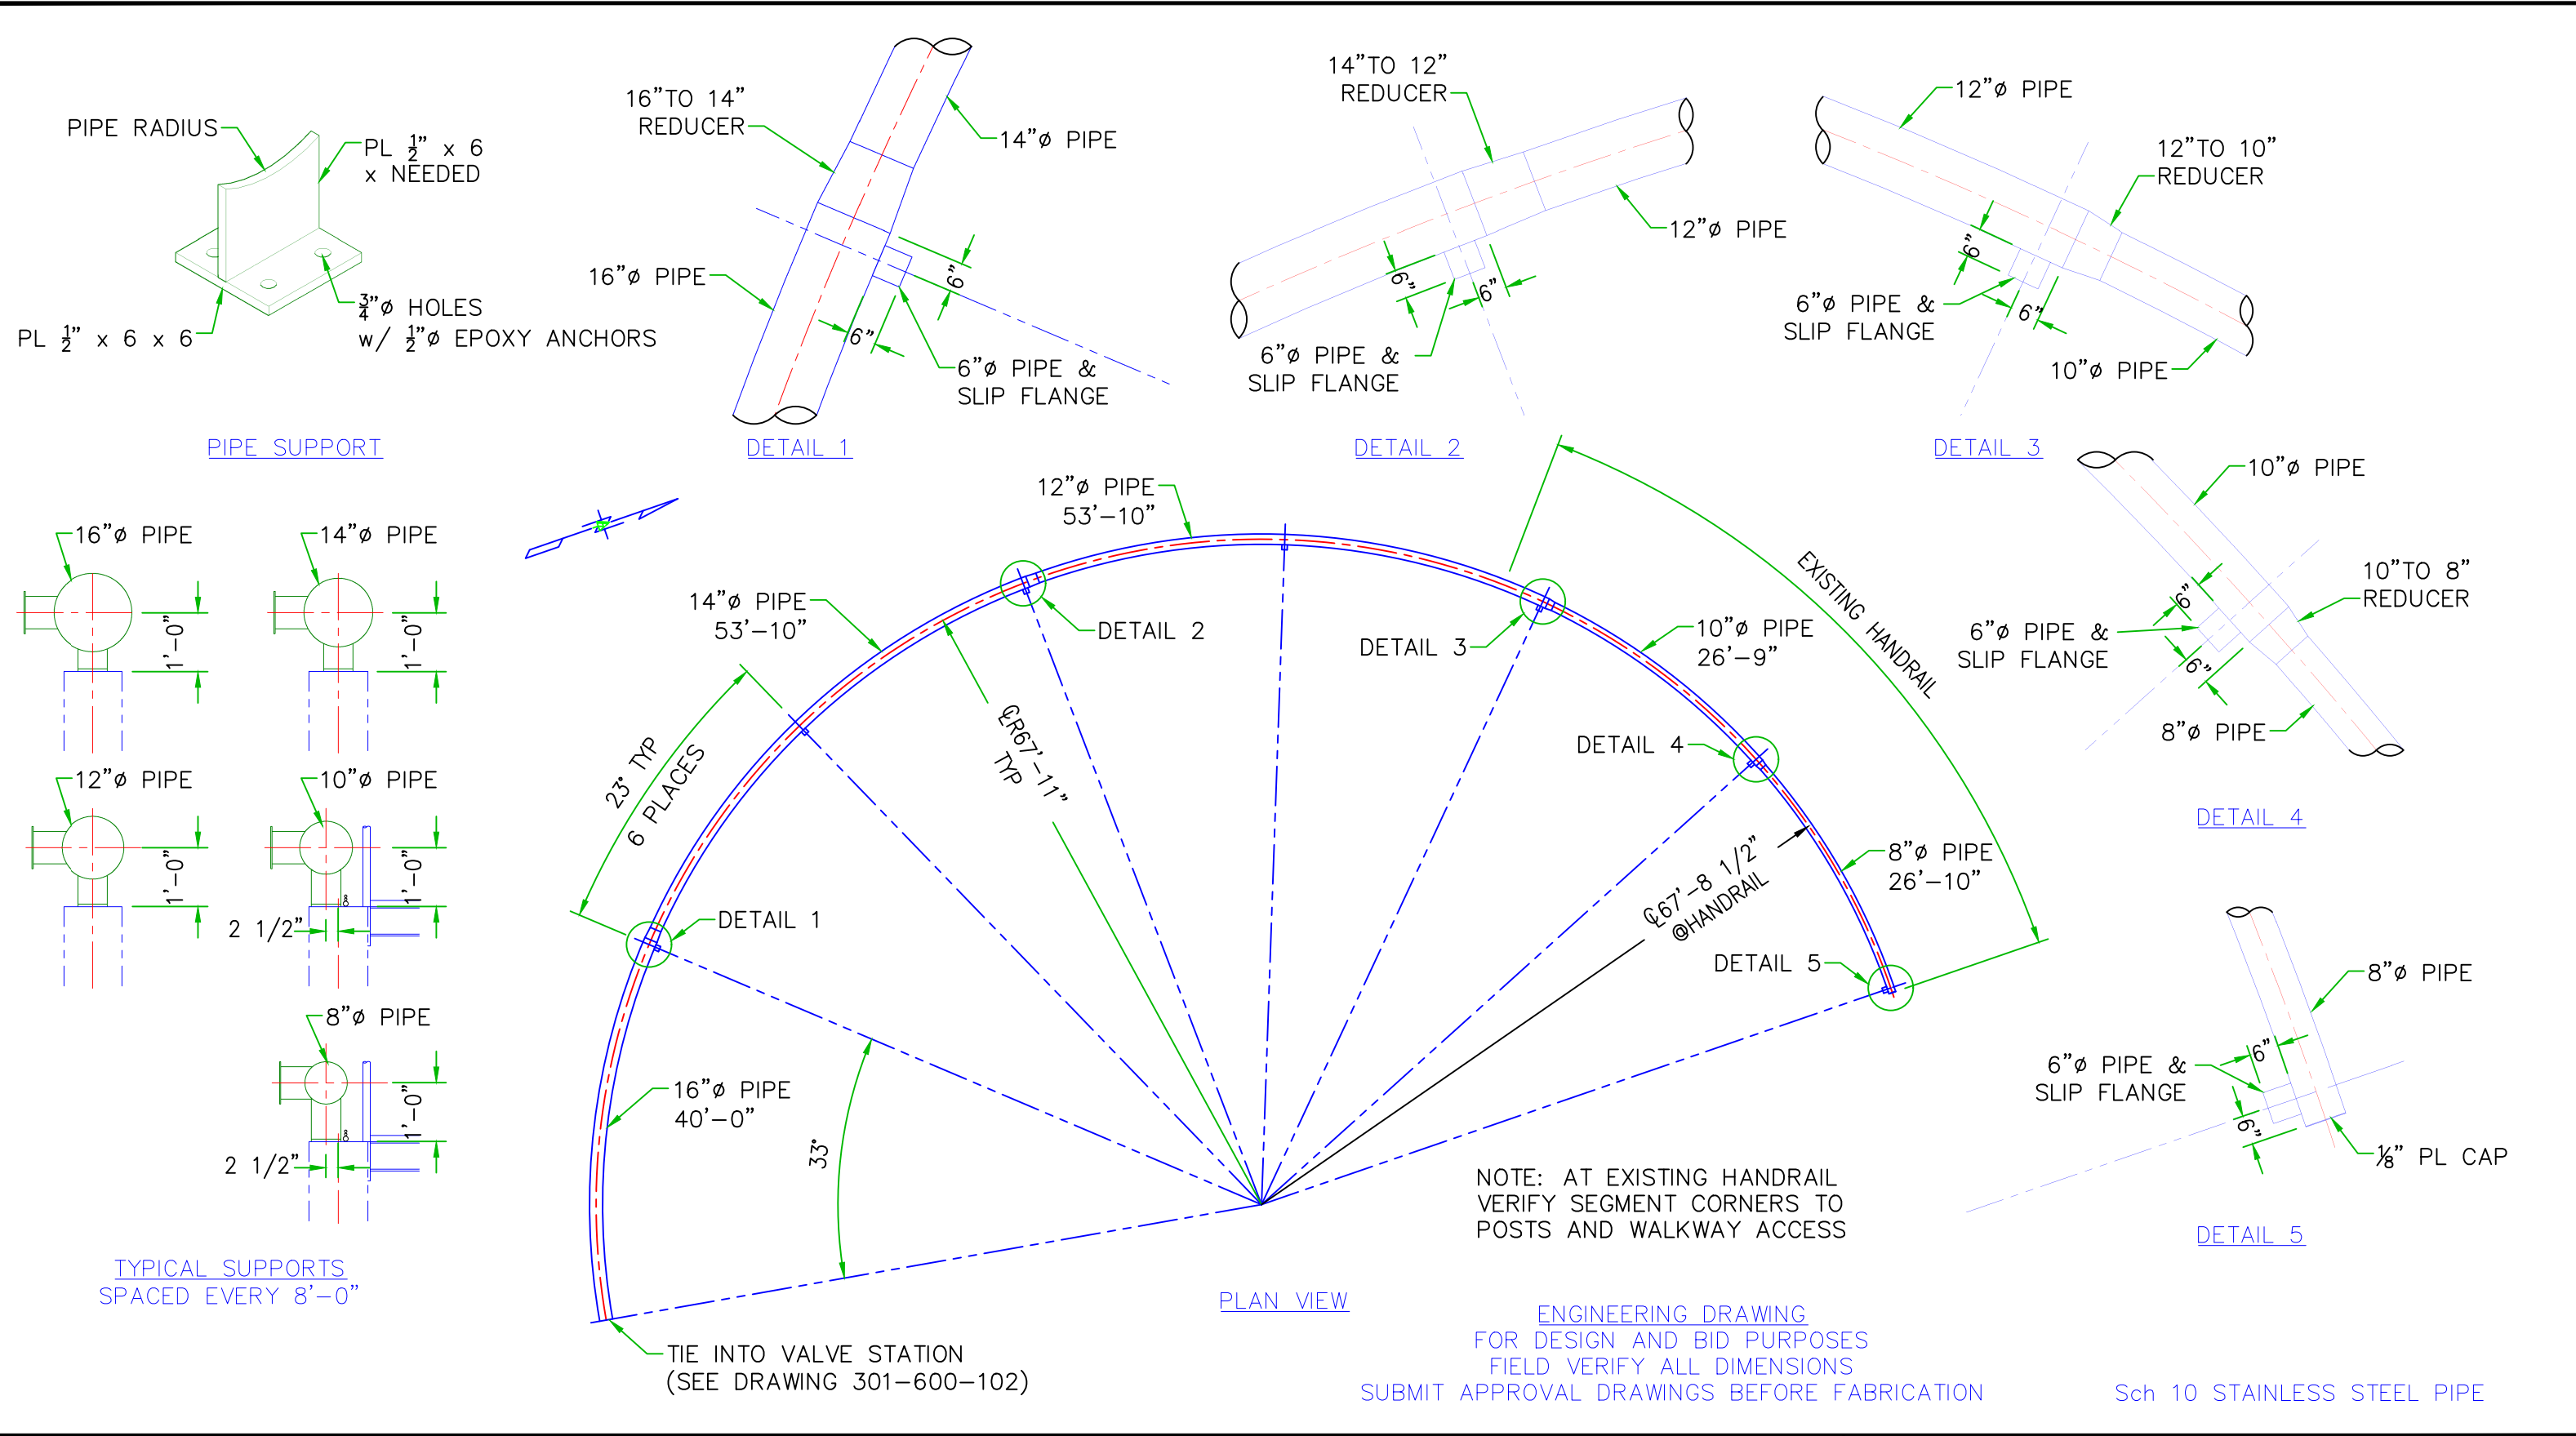 PIPE RADIUS
PL 1/2" x 6
x NEEDED
3/4"ø HOLES
w/ 1/2"ø EPOXY ANCHORS
PL 1/2" x 6 x 6
PIPE SUPPORT
16"TO 14"
REDUCER
14"ø PIPE
16"ø PIPE
6"
6"
6"ø PIPE &
SLIP FLANGE
DETAIL 1
14"TO 12"
REDUCER
12"ø PIPE
6"
6"
6"ø PIPE &
SLIP FLANGE
DETAIL 2
12"ø PIPE
12"TO 10"
REDUCER
6"
6"
6"ø PIPE &
SLIP FLANGE
10"ø PIPE
DETAIL 3
10"ø PIPE
10"TO 8"
REDUCER
6"
6"
6"ø PIPE &
SLIP FLANGE
8"ø PIPE
DETAIL 4
8"ø PIPE
6"
6"
6"ø PIPE &
SLIP FLANGE
1/8" PL CAP
DETAIL 5
16"ø PIPE
1'-0"
14"ø PIPE
1'-0"
12"ø PIPE
1'-0"
10"ø PIPE
1'-0"
2 1/2"
8"ø PIPE
1'-0"
2 1/2"
TYPICAL SUPPORTS
SPACED EVERY 8'-0"
12"ø PIPE
53'-10"
14"ø PIPE
53'-10"
DETAIL 2
DETAIL 3
10"ø PIPE
26'-9"
EXISTING HANDRAIL
23° TYP
6 PLACES
℄R67'-11"
TYP
DETAIL 4
8"ø PIPE
26'-10"
℄67'-8 1/2"
@HANDRAIL
DETAIL 1
DETAIL 5
16"ø PIPE
40'-0"
33°
TIE INTO VALVE STATION
(SEE DRAWING 301-600-102)
NOTE: AT EXISTING HANDRAIL
VERIFY SEGMENT CORNERS TO
POSTS AND WALKWAY ACCESS
PLAN VIEW
ENGINEERING DRAWING
FOR DESIGN AND BID PURPOSES
FIELD VERIFY ALL DIMENSIONS
SUBMIT APPROVAL DRAWINGS BEFORE FABRICATION
Sch 10 STAINLESS STEEL PIPE